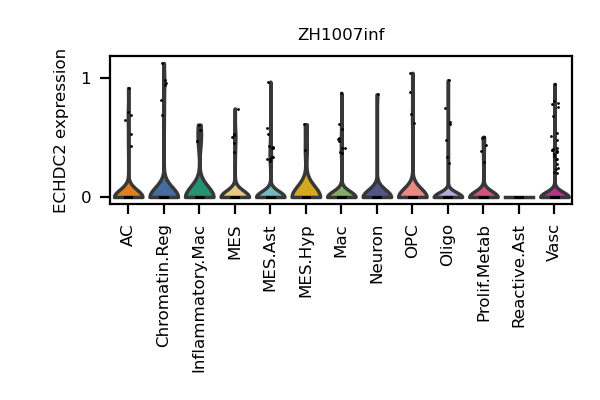 ZH1007inf
ECHDC2 expression
1
0
AC
Chromatin.Reg
Inflammatory.Mac
MES
MES.Ast
MES.Hyp
Mac
Neuron
OPC
Oligo
Prolif.Metab
Reactive.Ast
Vasc